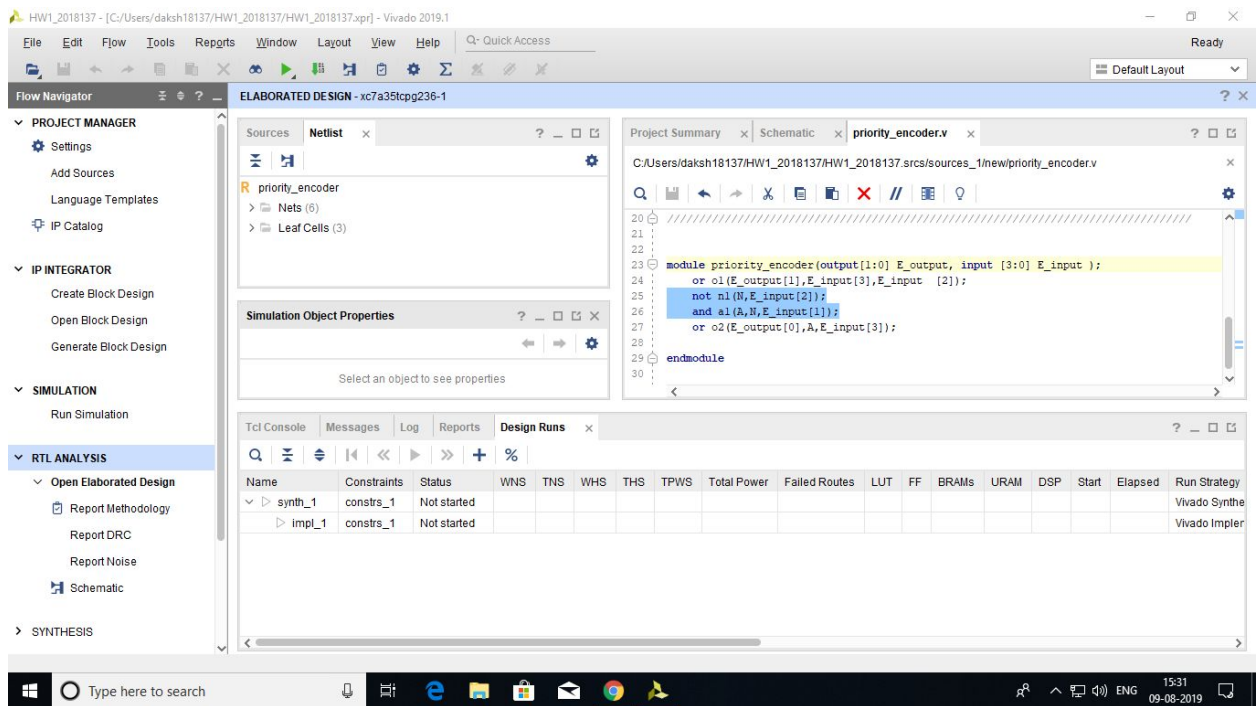 HW1_2018137 - [C:/Users/daksh18137/HW1_2018137/HW1_2018137.xpr] - Vivado 2019.1
File Edit Flow Tools Reports Window Layout View Help Q- Quick Access Ready
Default Layout
Flow Navigator ? _
ELABORATED DESIGN - xc7a35tcpg236-1 ? ×
PROJECT MANAGER
Settings
Add Sources
Language Templates
IP Catalog
IP INTEGRATOR
Create Block Design
Open Block Design
Generate Block Design
SIMULATION
Run Simulation
RTL ANALYSIS
Open Elaborated Design
Report Methodology
Report DRC
Report Noise
Schematic
SYNTHESIS
Sources Netlist × ? _
R priority_encoder
> Nets (6)
> Leaf Cells (3)
Simulation Object Properties ? _ ×
Select an object to see properties
Project Summary × Schematic × priority_encoder.v × ?
C:/Users/daksh18137/HW1_2018137/HW1_2018137.srcs/sources_1/new/priority_encoder.v ×
20 //////////////////////////////////////////////////////////////////////////////////
21
22
23 module priority_encoder(output[1:0] E_output, input [3:0] E_input );
24 or o1(E_output[1],E_input[3],E_input [2]);
25 not n1(N,E_input[2]);
26 and a1(A,N,E_input[1]);
27 or o2(E_output[0],A,E_input[3]);
28
29 endmodule
30
Tcl Console Messages Log Reports Design Runs × ? _
Name Constraints Status WNS TNS WHS THS TPWS Total Power Failed Routes LUT FF BRAMs URAM DSP Start Elapsed Run Strategy
synth_1 constrs_1 Not started Vivado Synthe
impl_1 constrs_1 Not started Vivado Implen
Type here to search
ENG
15:31
09-08-2019